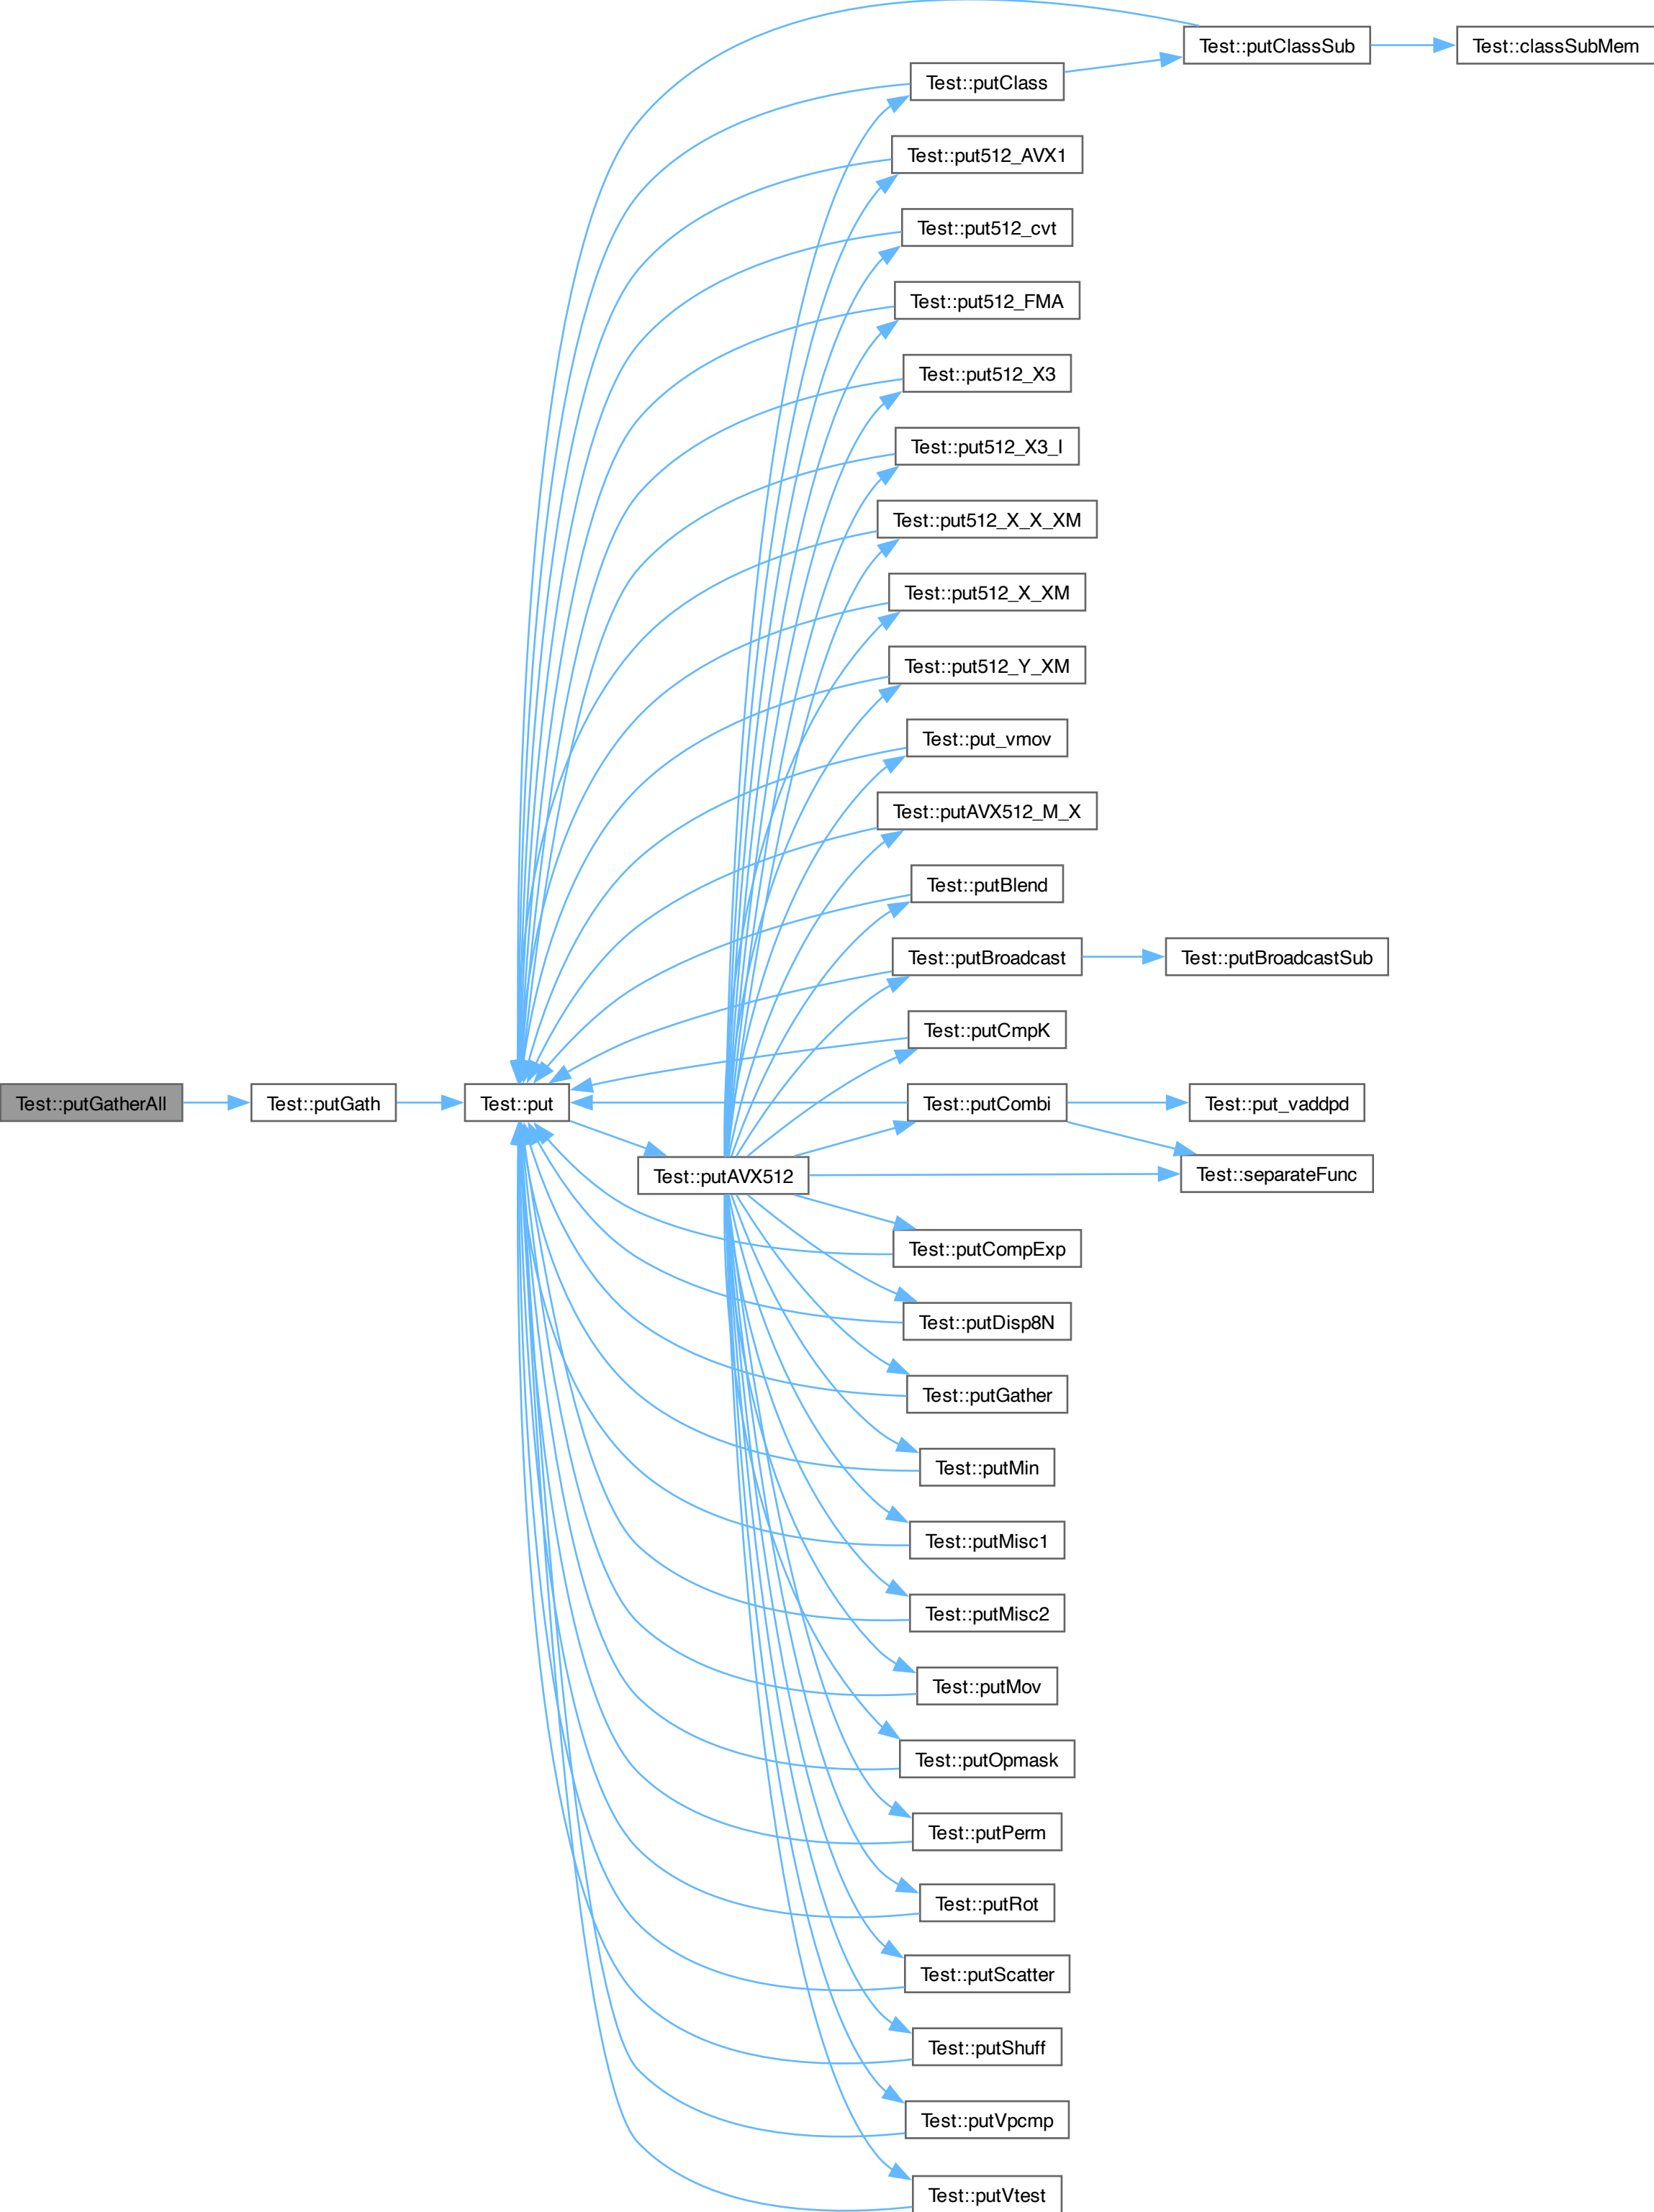 Test::putClassSub
Test::classSubMem
Test::putClass
Test::put512_AVX1
Test::put512_cvt
Test::put512_FMA
Test::put512_X3
Test::put512_X3_I
Test::put512_X_X_XM
Test::put512_X_XM
Test::put512_Y_XM
Test::put_vmov
Test::putAVX512_M_X
Test::putBlend
Test::putBroadcast
Test::putBroadcastSub
Test::putCmpK
Test::putGatherAll
Test::putGath
Test::put
Test::putCombi
Test::put_vaddpd
Test::putAVX512
Test::separateFunc
Test::putCompExp
Test::putDisp8N
Test::putGather
Test::putMin
Test::putMisc1
Test::putMisc2
Test::putMov
Test::putOpmask
Test::putPerm
Test::putRot
Test::putScatter
Test::putShuff
Test::putVpcmp
Test::putVtest